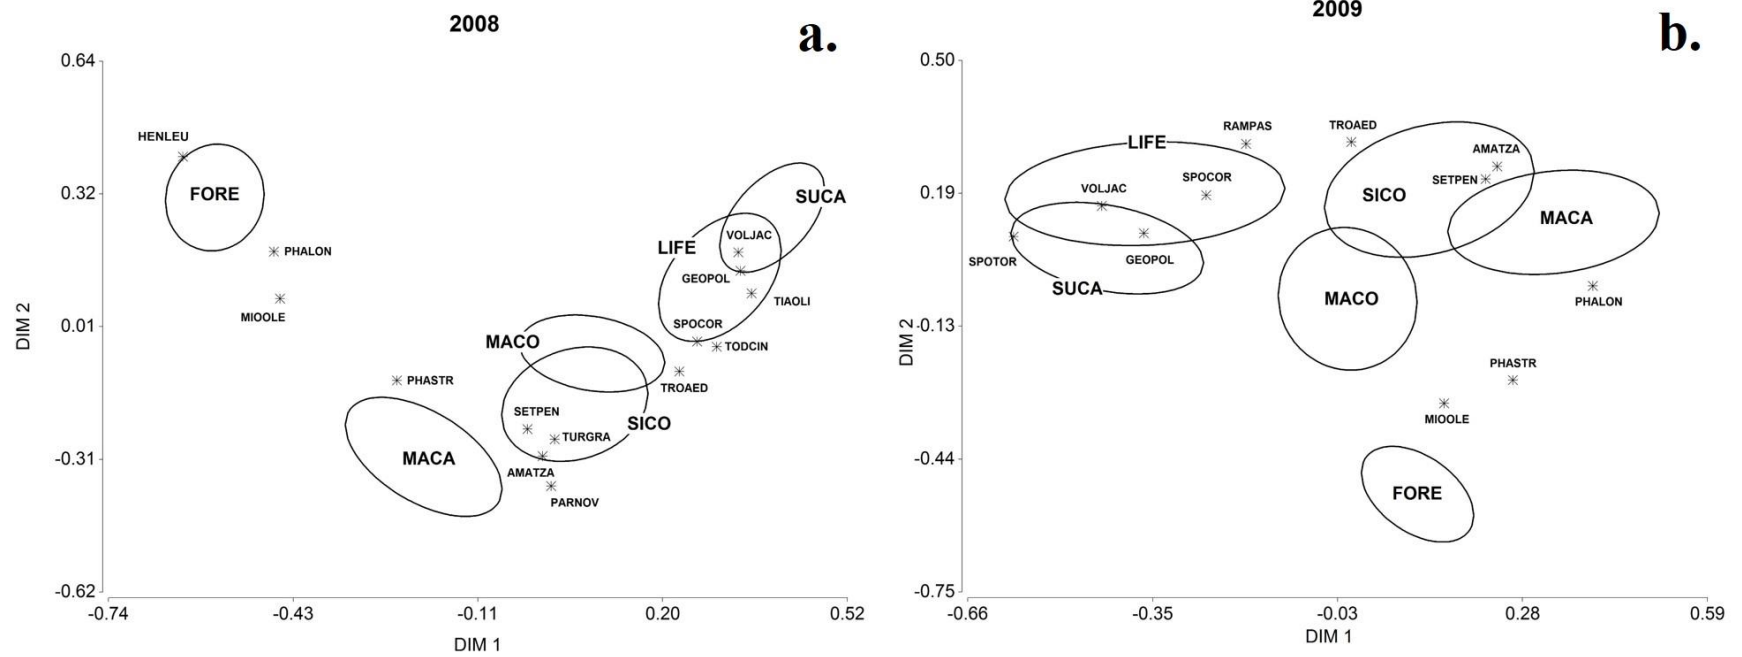 2008
a.
0.64
0.32
0.01
-0.31
-0.62
DIM 2
-0.74
-0.43
-0.11
0.20
0.52
DIM 1
HENLEU
FORE
PHALON
MIOOLE
PHASTR
MACA
MACO
SETPEN
TURGRA
AMATZA
PARNOV
SICO
TROAED
SPOCOR
TODCIN
TIAOLI
GEOPOL
VOLJAC
LIFE
SUCA
2009
b.
0.50
0.19
-0.13
-0.44
-0.75
DIM 2
-0.66
-0.35
-0.03
0.28
0.59
DIM 1
RAMPAS
LIFE
VOLJAC
SPOCOR
SPOTOR
GEOPOL
SUCA
TROAED
AMATZA
SETPEN
SICO
MACA
MACO
PHALON
PHASTR
MIOOLE
FORE